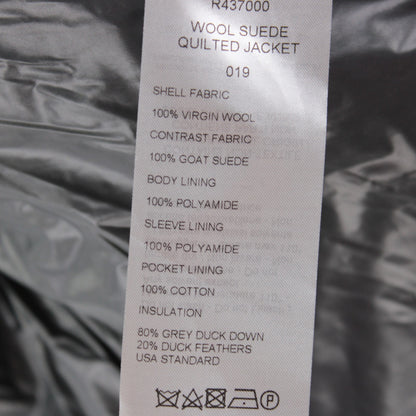 R437000
WOOL SUEDE
QUILTED JACKET
019
SHELL FABRIC
100% VIRGIN WOOL
CONTRAST FABRIC
100% GOAT SUEDE
BODY LINING
100% POLYAMIDE
SLEEVE LINING
100% POLYAMIDE
POCKET LINING
100% COTTON
INSULATION
80% GREY DUCK DOWN
20% DUCK FEATHERS
USA STANDARD
P